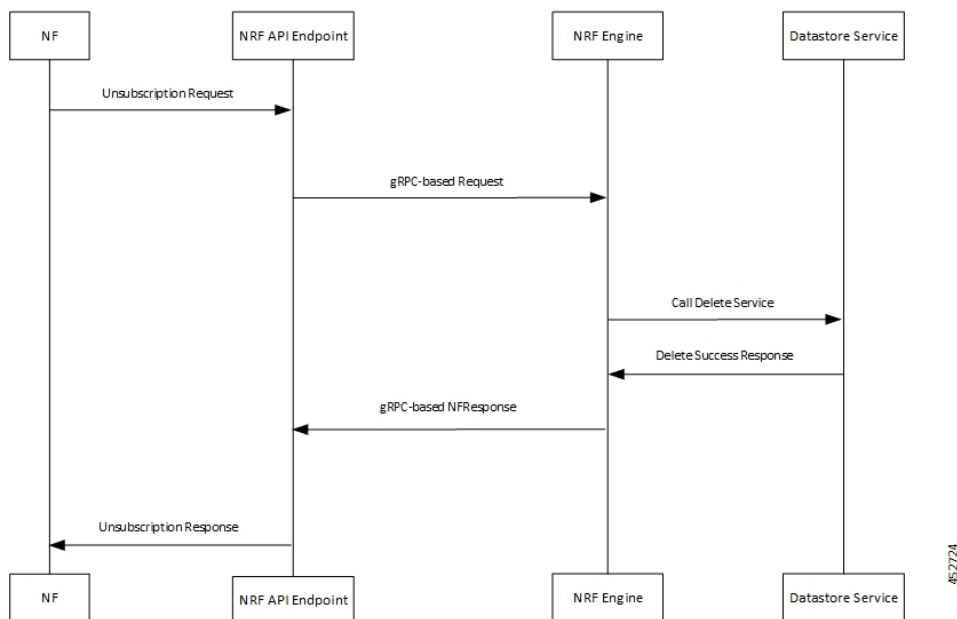 NF
NRF API Endpoint
NRF Engine
Datastore Service
Unsubscription Request
gRPC-based Request
Call Delete Service
Delete Success Response
gRPC-based NFResponse
Unsubscription Response
NF
NRF API Endpoint
NRF Engine
Datastore Service
452724